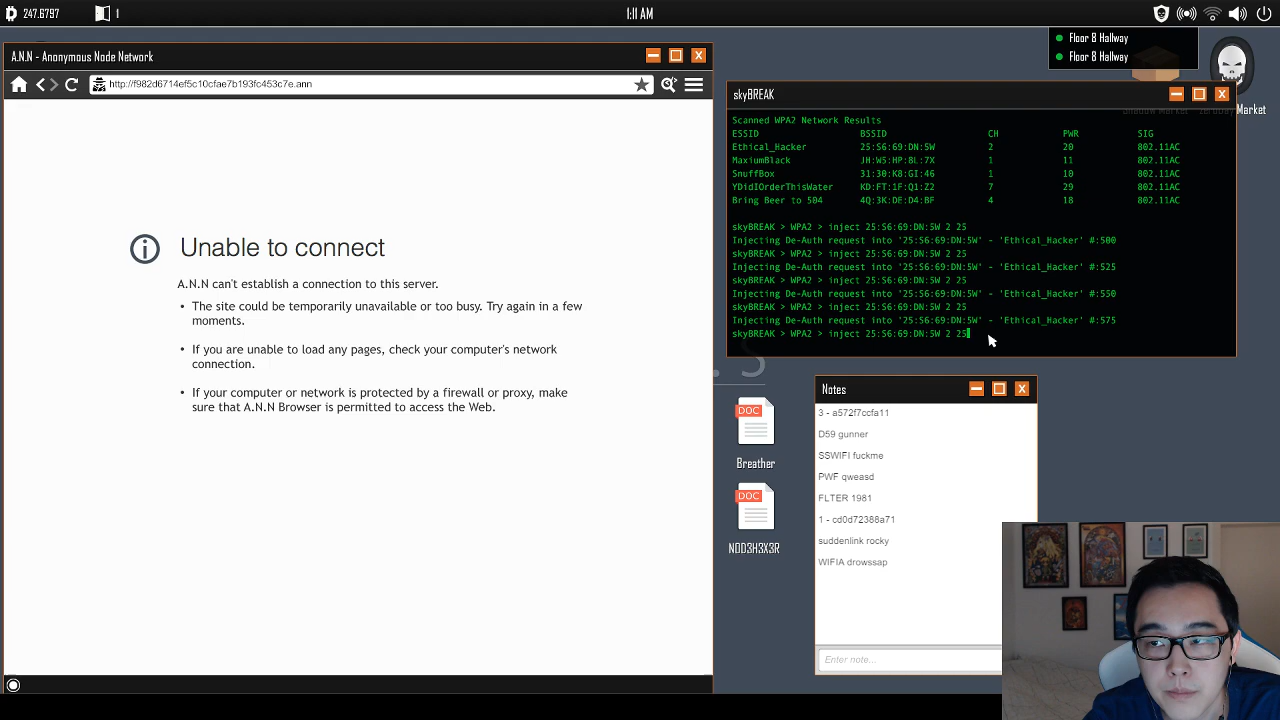 247.6797
1
1:11 AM
Floor 8 Hallway
Floor 8 Hallway
A.N.N - Anonymous Node Network
http://f982d6714ef5c10cfae7b193fc453c7e.ann
Unable to connect
A.N.N can't establish a connection to this server.
• The site could be temporarily unavailable or too busy. Try again in a few
moments.
• If you are unable to load any pages, check your computer's network
connection.
• If your computer or network is protected by a firewall or proxy, make
sure that A.N.N Browser is permitted to access the Web.
skyBREAK
Scanned WPA2 Network Results
ESSID BSSID CH PWR SIG
Ethical_Hacker 25:S6:69:DN:5W 2 20 802.11AC
MaxiumBlack JH:W5:HP:8L:7X 1 11 802.11AC
SnuffBox 31:30:K8:GI:46 1 10 802.11AC
YDidIOrderThisWater KD:FT:1F:Q1:Z2 7 29 802.11AC
Bring Beer to 504 4Q:3K:DE:D4:BF 4 18 802.11AC
skyBREAK > WPA2 > inject 25:S6:69:DN:5W 2 25
Injecting De-Auth request into '25:S6:69:DN:5W' - 'Ethical_Hacker' #:500
skyBREAK > WPA2 > inject 25:S6:69:DN:5W 2 25
Injecting De-Auth request into '25:S6:69:DN:5W' - 'Ethical_Hacker' #:525
skyBREAK > WPA2 > inject 25:S6:69:DN:5W 2 25
Injecting De-Auth request into '25:S6:69:DN:5W' - 'Ethical_Hacker' #:550
skyBREAK > WPA2 > inject 25:S6:69:DN:5W 2 25
Injecting De-Auth request into '25:S6:69:DN:5W' - 'Ethical_Hacker' #:575
skyBREAK > WPA2 > inject 25:S6:69:DN:5W 2 25
Market
.S
DOC
Breather
DOC
N0D3H3X3R
Notes
3 - a572f7ccfa11
D59 gunner
SSWIFI fuckme
PWF qweasd
FLTER 1981
1 - cd0d72388a71
suddenlink rocky
WIFIA drowssap
Enter note...